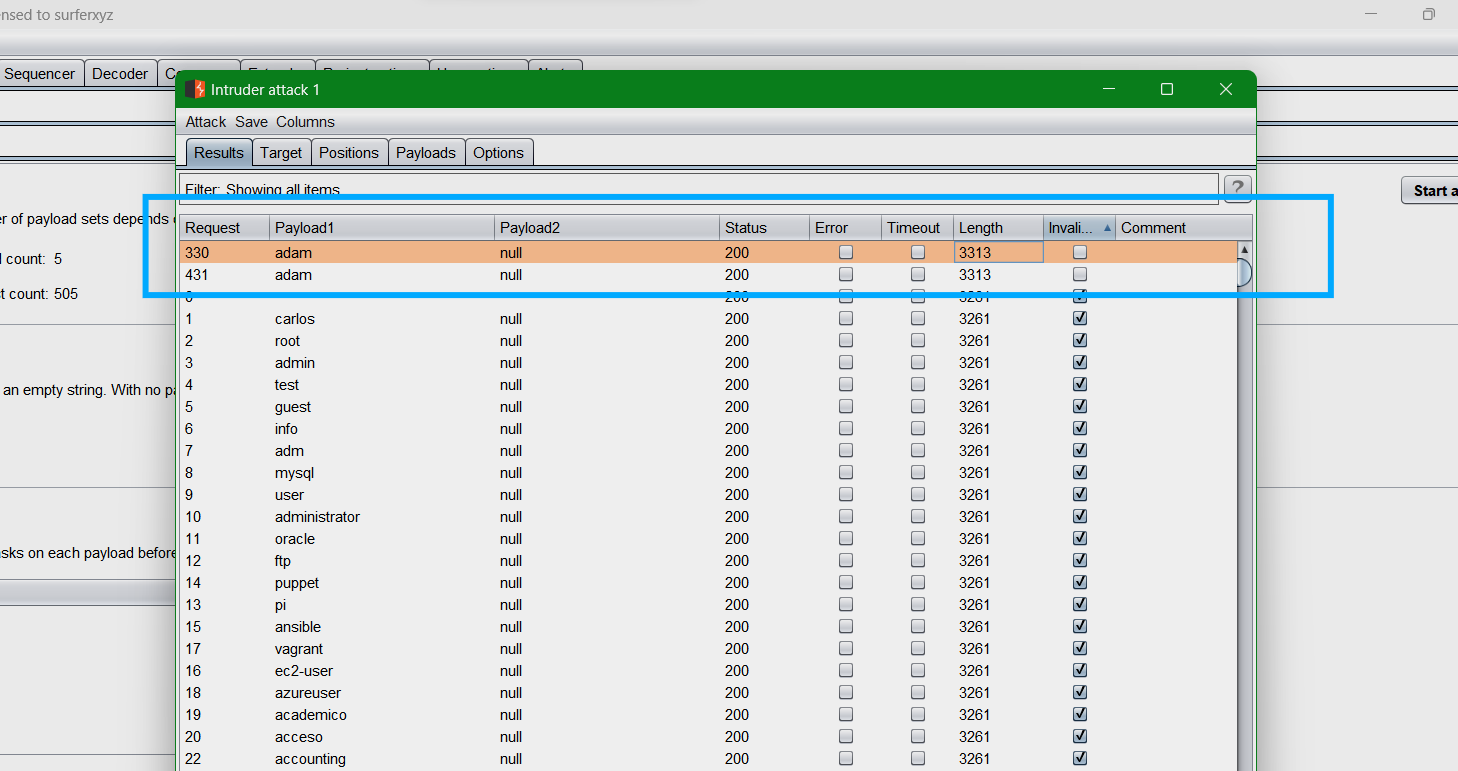 ensed to surferxyz
Sequencer Decoder
Intruder attack 1
Attack Save Columns
Results Target Positions Payloads Options
Filter: Showing all items ?
Start a
er of payload sets depends
Request Payload1 Payload2 Status Error Timeout Length Invali... Comment
330 adam null 200 3313
431 adam null 200 3313
l count: 5
t count: 505
0 200 3261
1 carlos null 200 3261
2 root null 200 3261
3 admin null 200 3261
4 test null 200 3261
an empty string. With no pa
5 guest null 200 3261
6 info null 200 3261
7 adm null 200 3261
8 mysql null 200 3261
9 user null 200 3261
10 administrator null 200 3261
11 oracle null 200 3261
asks on each payload before
12 ftp null 200 3261
14 puppet null 200 3261
13 pi null 200 3261
15 ansible null 200 3261
17 vagrant null 200 3261
16 ec2-user null 200 3261
18 azureuser null 200 3261
19 academico null 200 3261
20 acceso null 200 3261
22 accounting null 200 3261